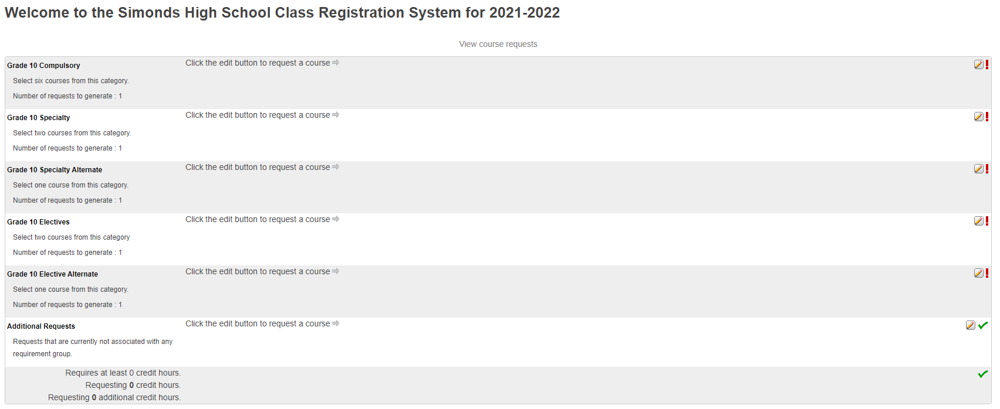 Welcome to the Simonds High School Class Registration System for 2021-2022
View course requests
Grade 10 Compulsory
Click the edit button to request a course
Select six courses from this category.
Number of requests to generate : 1
Grade 10 Specialty
Click the edit button to request a course
Select two courses from this category.
Number of requests to generate : 1
Grade 10 Specialty Alternate
Click the edit button to request a course
Select one course from this category.
Number of requests to generate : 1
Grade 10 Electives
Click the edit button to request a course
Select two courses from this category
Number of requests to generate : 1
Grade 10 Elective Alternate
Click the edit button to request a course
Select one course from this category.
Number of requests to generate : 1
Additional Requests
Click the edit button to request a course
Requests that are currently not associated with any
requirement group.
Requires at least 0 credit hours.
Requesting 0 credit hours.
Requesting 0 additional credit hours.